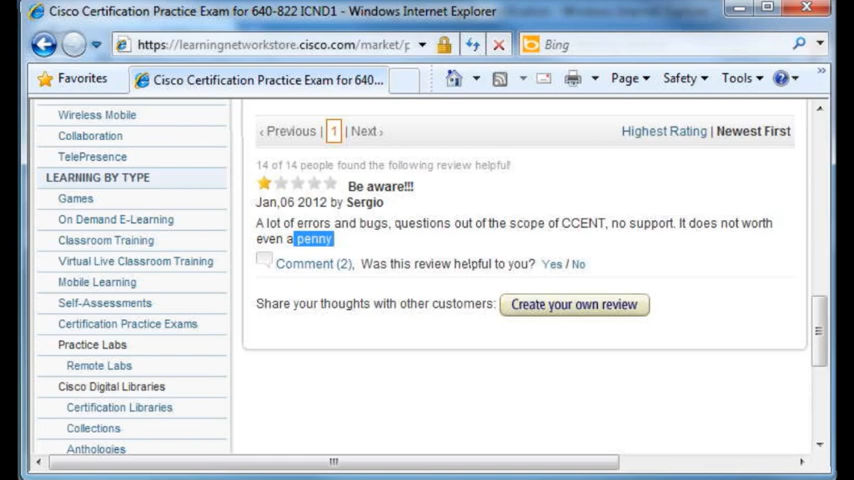 Cisco Certification Practice Exam for 640-822 ICND1 - Windows Internet Explorer
https://learningnetworkstore.cisco.com/market/p
Bing
Favorites
Cisco Certification Practice Exam for 640...
Page
Safety
Tools
»
Wireless Mobile
Collaboration
TelePresence
LEARNING BY TYPE
Games
On Demand E-Learning
Classroom Training
Virtual Live Classroom Training
Mobile Learning
Self-Assessments
Certification Practice Exams
Practice Labs
Remote Labs
Cisco Digital Libraries
Certification Libraries
Collections
Anthologies
‹ Previous | 1 | Next ›
Highest Rating | Newest First
14 of 14 people found the following review helpful!
Be aware!!!
Jan,06 2012 by Sergio
A lot of errors and bugs, questions out of the scope of CCENT, no support. It does not worth
even a penny
Comment (2), Was this review helpful to you? Yes / No
Share your thoughts with other customers: Create your own review